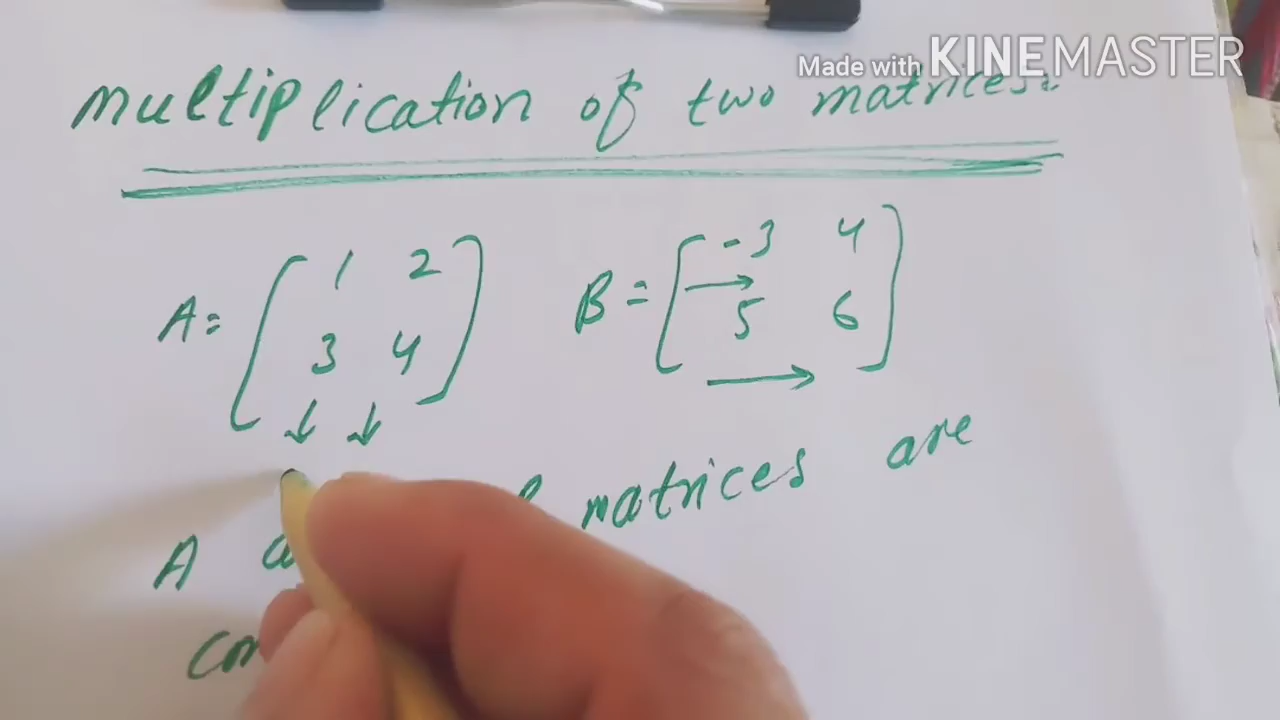 Made with KINEMASTER
multiplication of two matrices:
A= [ 1 2
3 4 ]
B= [ -3 4
5 6 ]
A matrices are